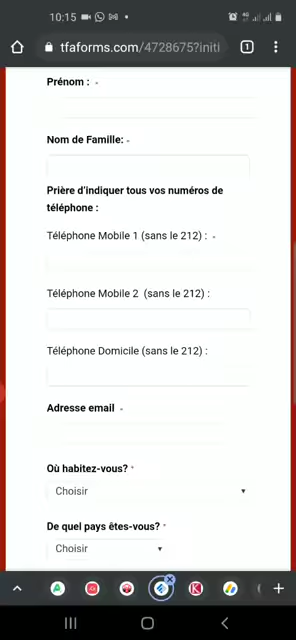 10:15
4G
tfaforms.com/4728675?initi
1
Prénom : *
Nom de Famille: *
Prière d'indiquer tous vos numéros de
téléphone :
Téléphone Mobile 1 (sans le 212) : *
Téléphone Mobile 2 (sans le 212) :
Téléphone Domicile (sans le 212) :
Adresse email *
Où habitez-vous? *
Choisir
De quel pays êtes-vous? *
Choisir